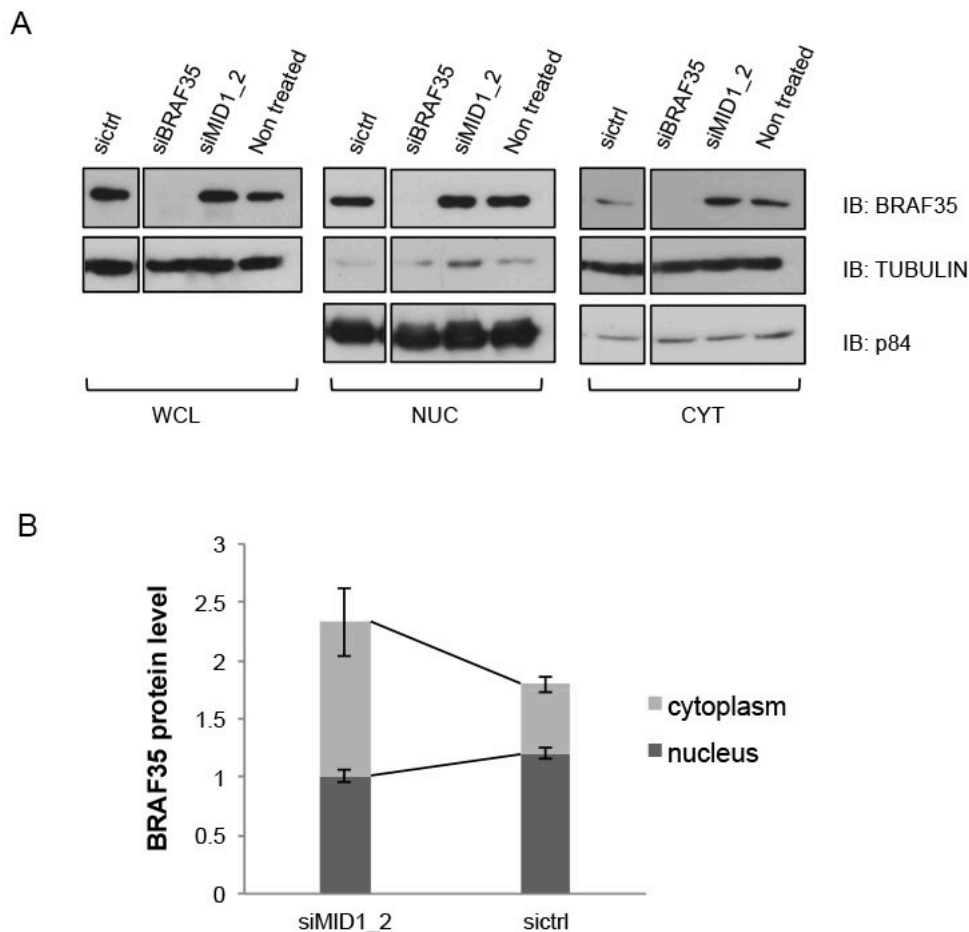 A
sictrl siBRAF35 siMID1_2 Non treated sictrl siBRAF35 siMID1_2 Non treated sictrl siBRAF35 siMID1_2 Non treated
IB: BRAF35
IB: TUBULIN
IB: p84
WCL NUC CYT
B
BRAF35 protein level
3
2.5
2
1.5
1
0.5
0
cytoplasm
nucleus
siMID1_2 sictrl